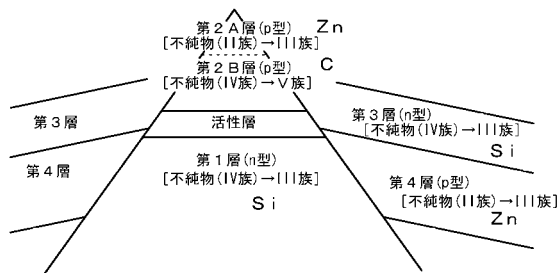 第2A層(p型) Zn
[不純物(II族)→III族]
第2B層(p型) C
[不純物(IV族)→V族]
第3層
活性層
第3層(n型)
[不純物(IV族)→III族]
Si
第4層
第1層(n型)
[不純物(IV族)→III族]
Si
第4層(p型)
[不純物(II族)→III族]
Zn